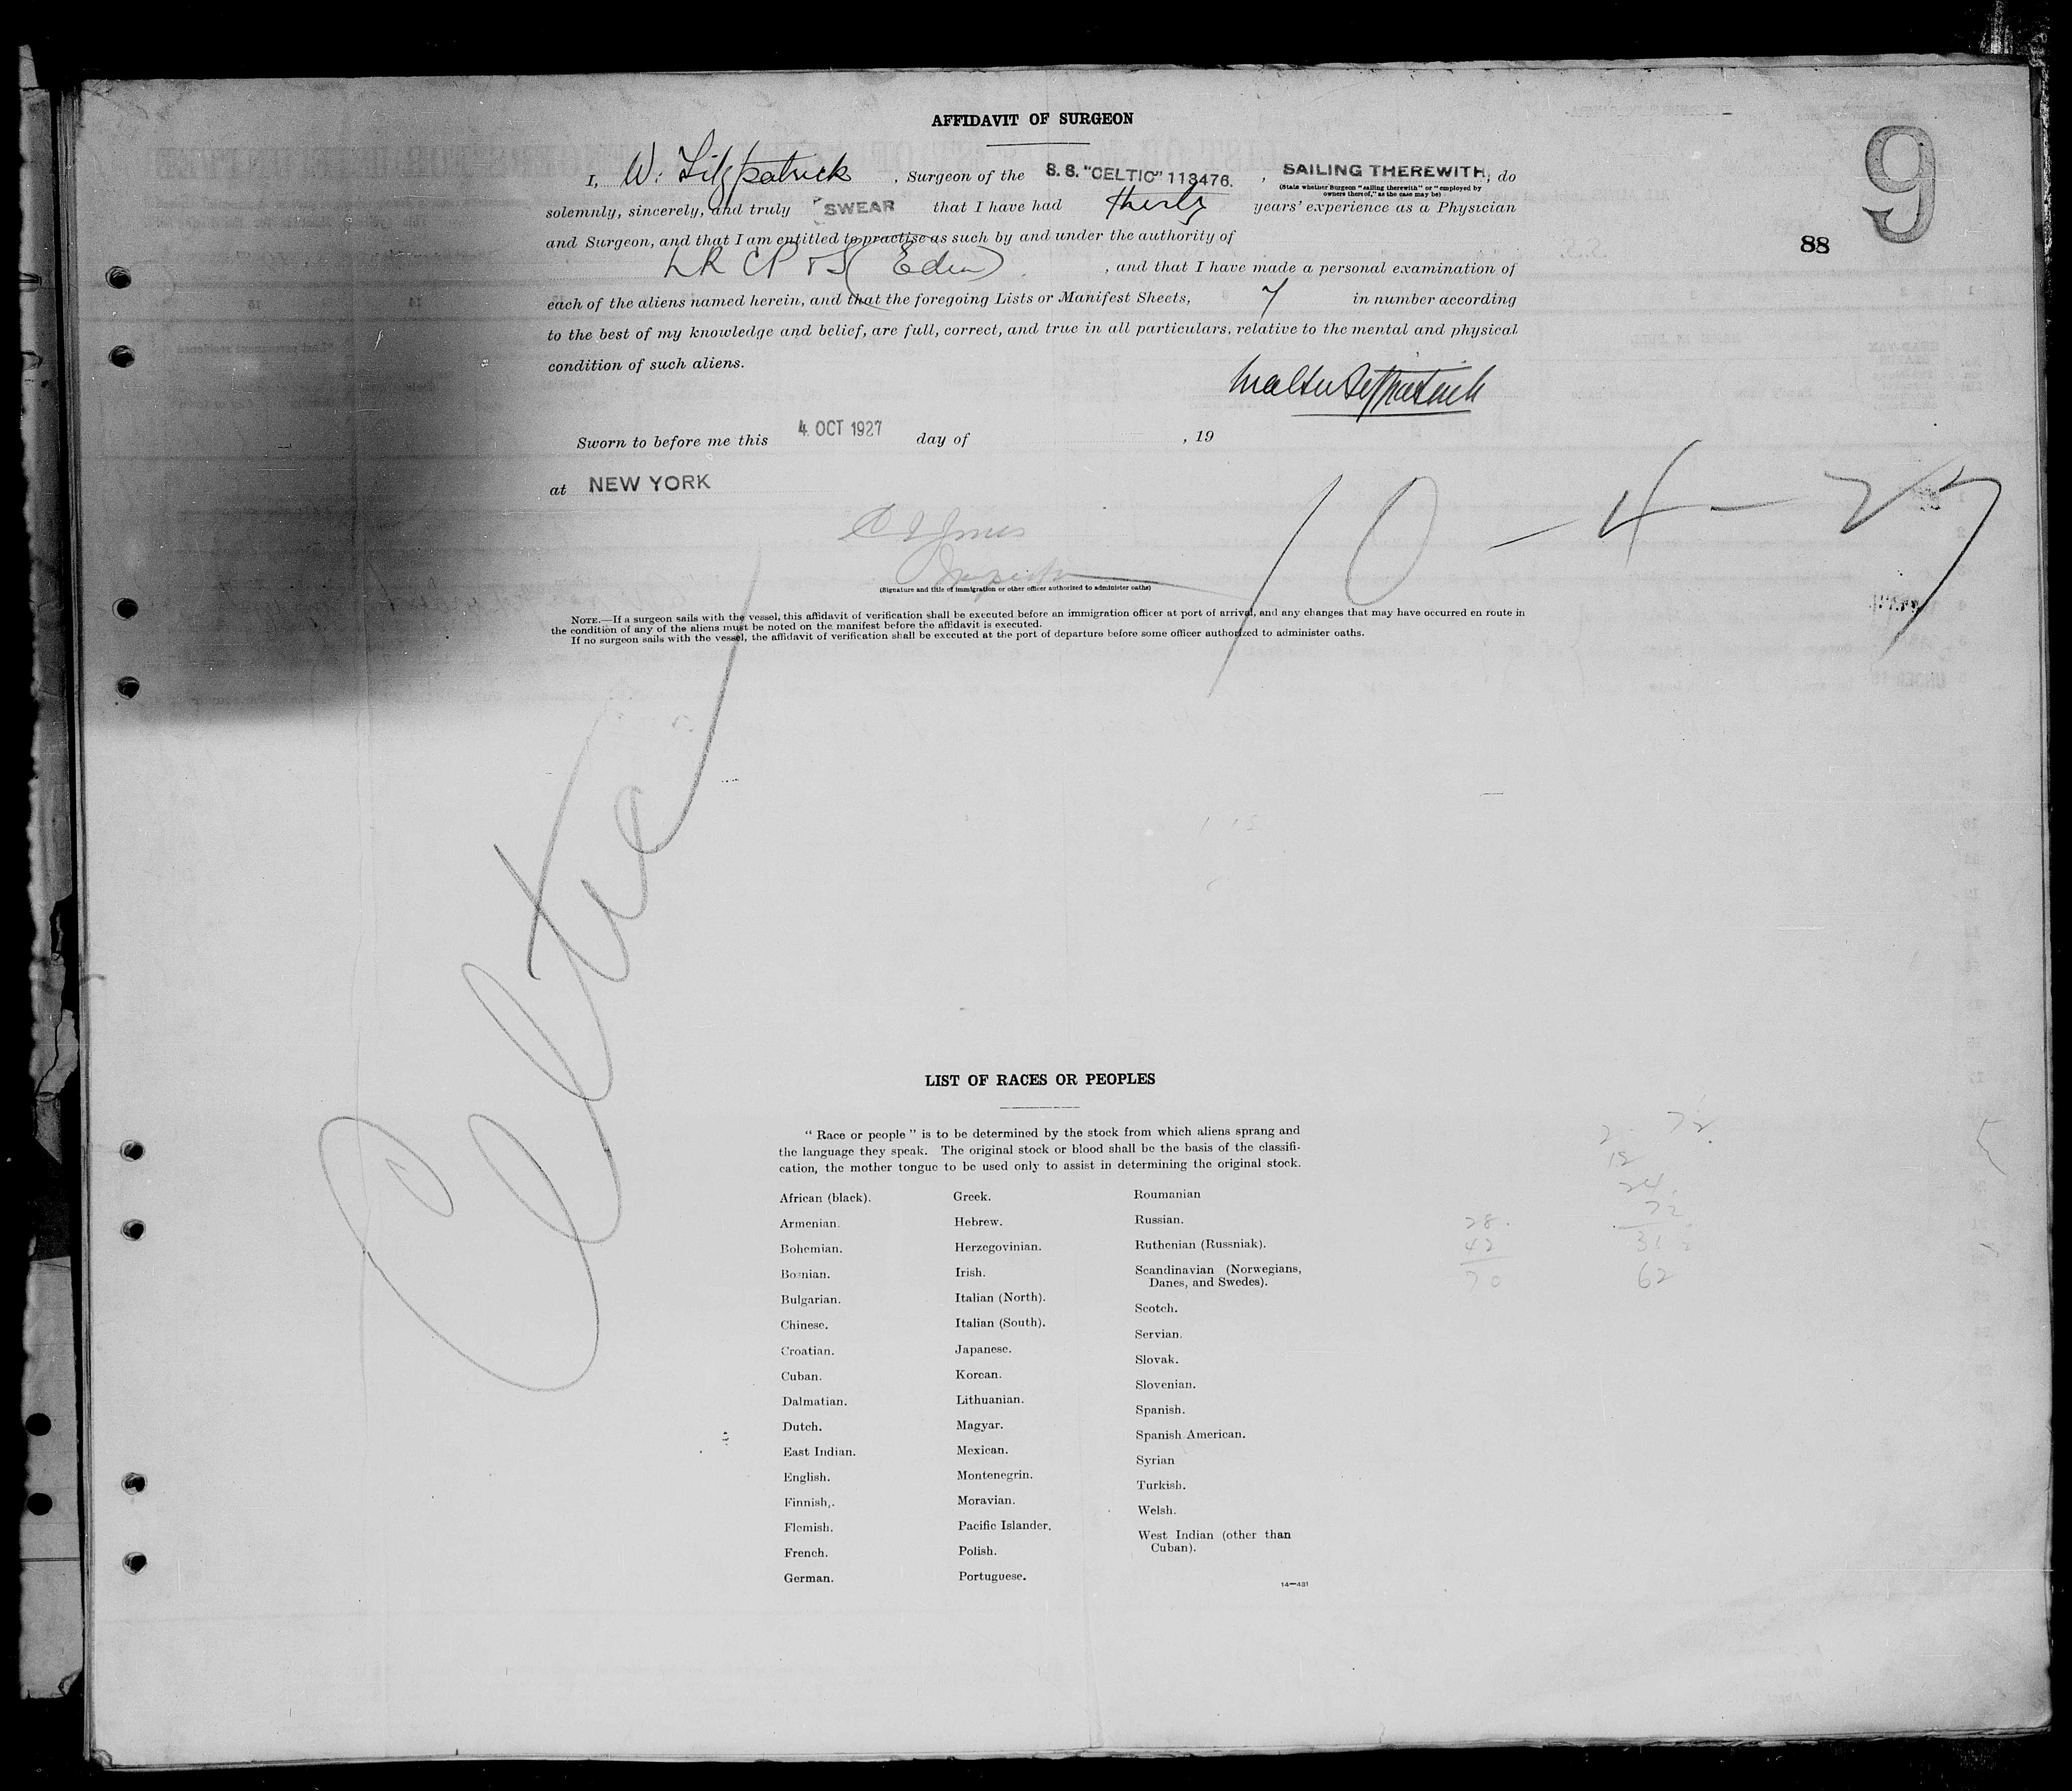 AFFIDAVIT OF SURGEON
9
88
I, W. Fitzpatrick, Surgeon of the S. S. "CELTIC" 113476. , SAILING THEREWITH, do
(State whether Surgeon "sailing therewith" or "employed by
owners thereof," as the case may be)
solemnly, sincerely, and truly SWEAR that I have had thirty years' experience as a Physician
and Surgeon, and that I am entitled to practise as such by and under the authority of
LRCP & S (Edin) , and that I have made a personal examination of
each of the aliens named herein, and that the foregoing Lists or Manifest Sheets, 7 in number according
to the best of my knowledge and belief, are full, correct, and true in all particulars, relative to the mental and physical
condition of such aliens.
Walter Fitzpatrick
Sworn to before me this 4 OCT 1927 day of , 19
at NEW YORK
10-4-27
Inspector
(Signature and title of immigration or other officer authorized to administer oaths)
NOTE.—If a surgeon sails with the vessel, this affidavit of verification shall be executed before an immigration officer at port of arrival, and any changes that may have occurred en route in
the condition of any of the aliens must be noted on the manifest before the affidavit is executed.
If no surgeon sails with the vessel, the affidavit of verification shall be executed at the port of departure before some officer authorized to administer oaths.
Celtic
LIST OF RACES OR PEOPLES
"Race or people" is to be determined by the stock from which aliens sprang and
the language they speak. The original stock or blood shall be the basis of the classifi-
cation, the mother tongue to be used only to assist in determining the original stock.
African (black).
Armenian.
Bohemian.
Bosnian.
Bulgarian.
Chinese.
Croatian.
Cuban.
Dalmatian.
Dutch.
East Indian.
English.
Finnish.
Flemish.
French.
German.
Greek.
Hebrew.
Herzegovinian.
Irish.
Italian (North).
Italian (South).
Japanese.
Korean.
Lithuanian.
Magyar.
Mexican.
Montenegrin.
Moravian.
Pacific Islander.
Polish.
Portuguese.
Roumanian
Russian.
Ruthenian (Russniak).
Scandinavian (Norwegians,
Danes, and Swedes).
Scotch.
Servian.
Slovak.
Slovenian.
Spanish.
Spanish American.
Syrian
Turkish.
Welsh.
West Indian (other than
Cuban).
14—431
28
42
70
72
2
12
24
72
62